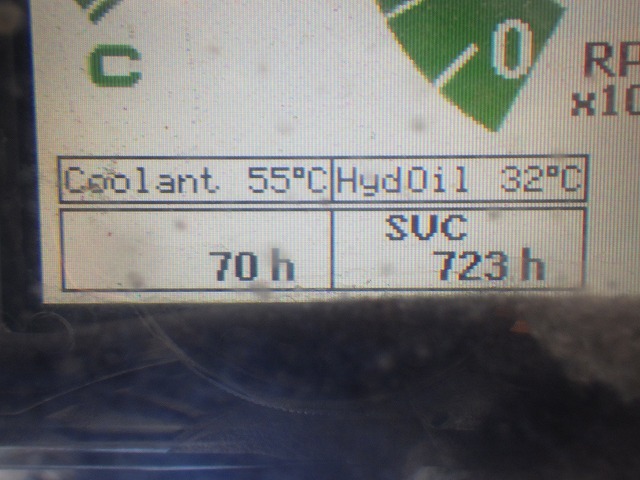 C
0
RP
x10
Coolant 55°C
HydOil 32°C
70 h
SVC
723 h